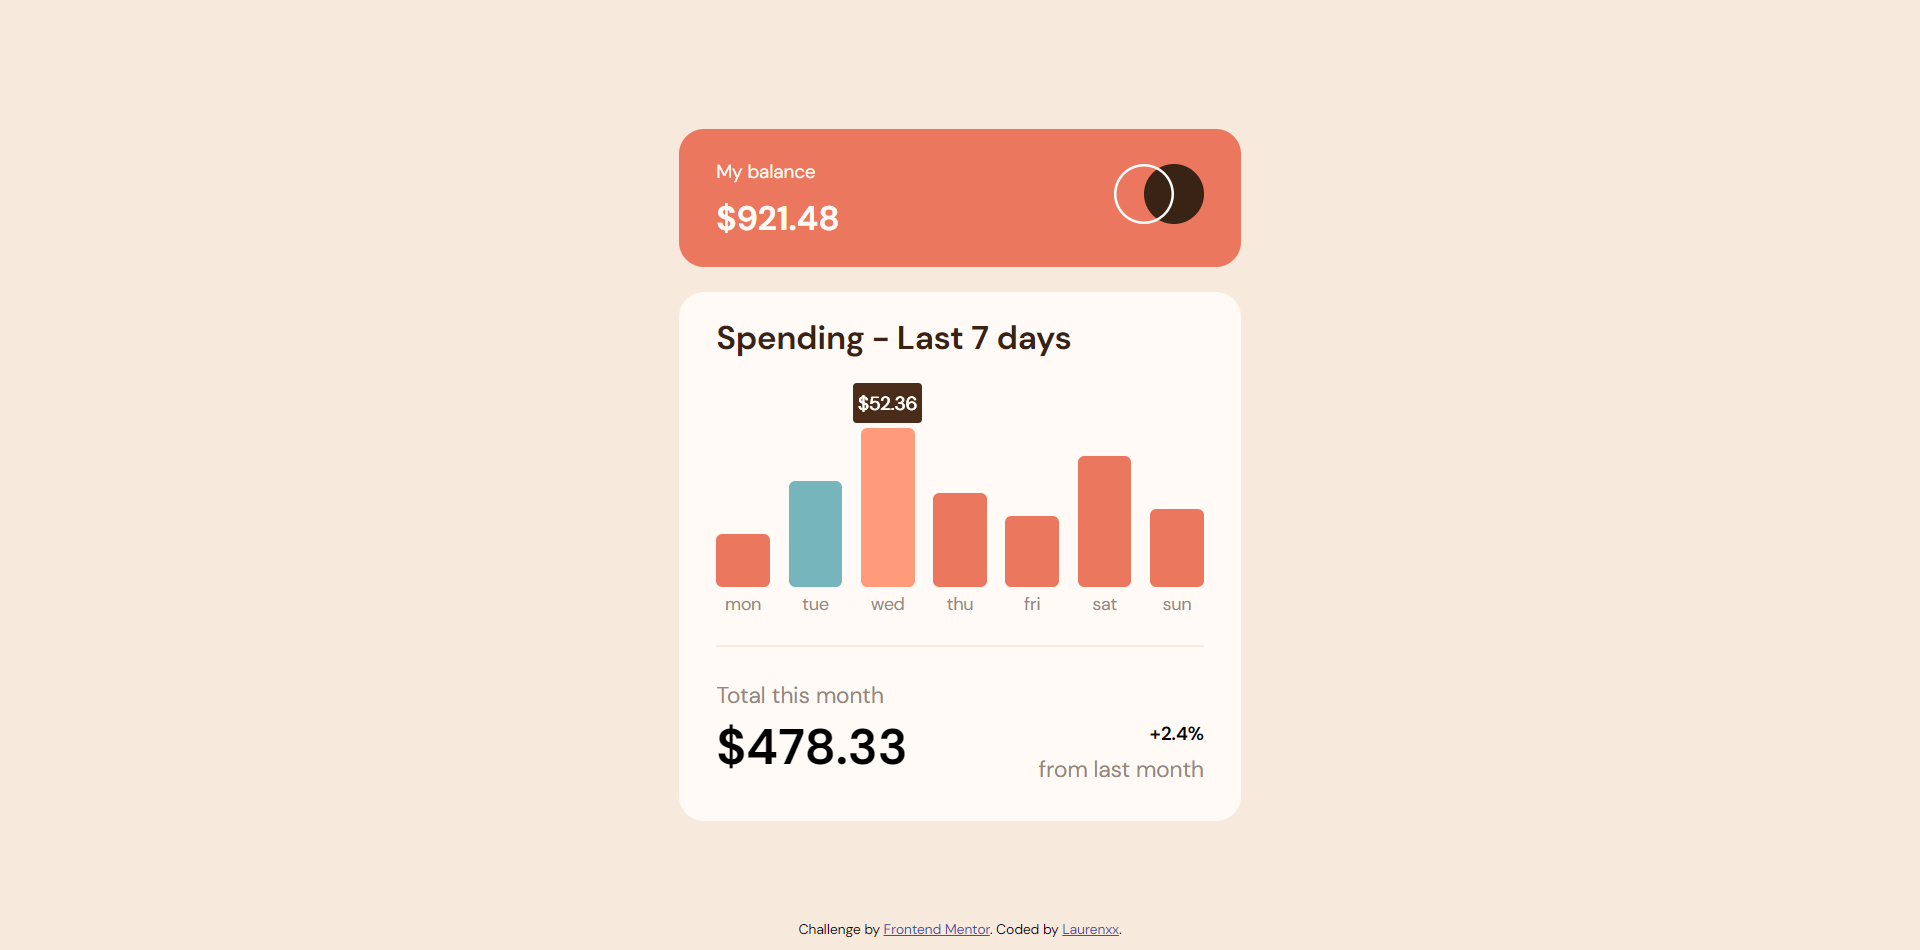 My balance
$921.48
Spending - Last 7 days
$52.36
mon tue wed thu fri sat sun
Total this month
$478.33
+2.4%
from last month
Challenge by Frontend Mentor. Coded by Laurenxx.